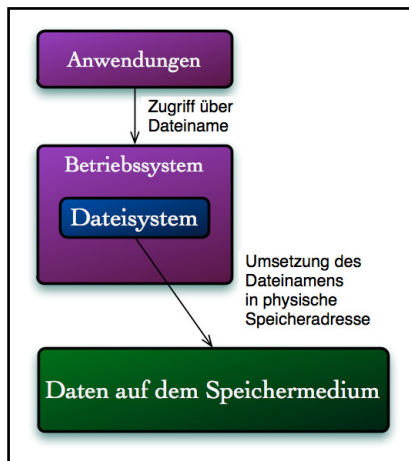 Anwendungen
Zugriff über
Dateiname
Betriebssystem
Dateisystem
Umsetzung des
Dateinamens
in physische
Speicheradresse
Daten auf dem Speichermedium